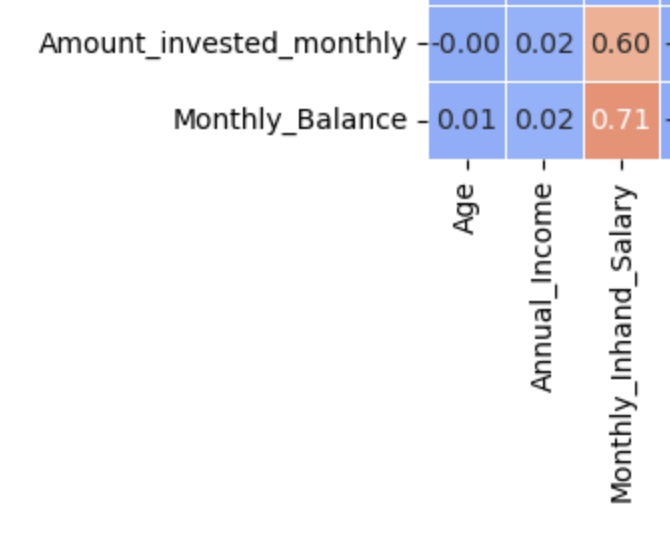 Amount_invested_monthly -0.00 0.02 0.60
Monthly_Balance 0.01 0.02 0.71
Age
Annual_Income
Monthly_Inhand_Salary